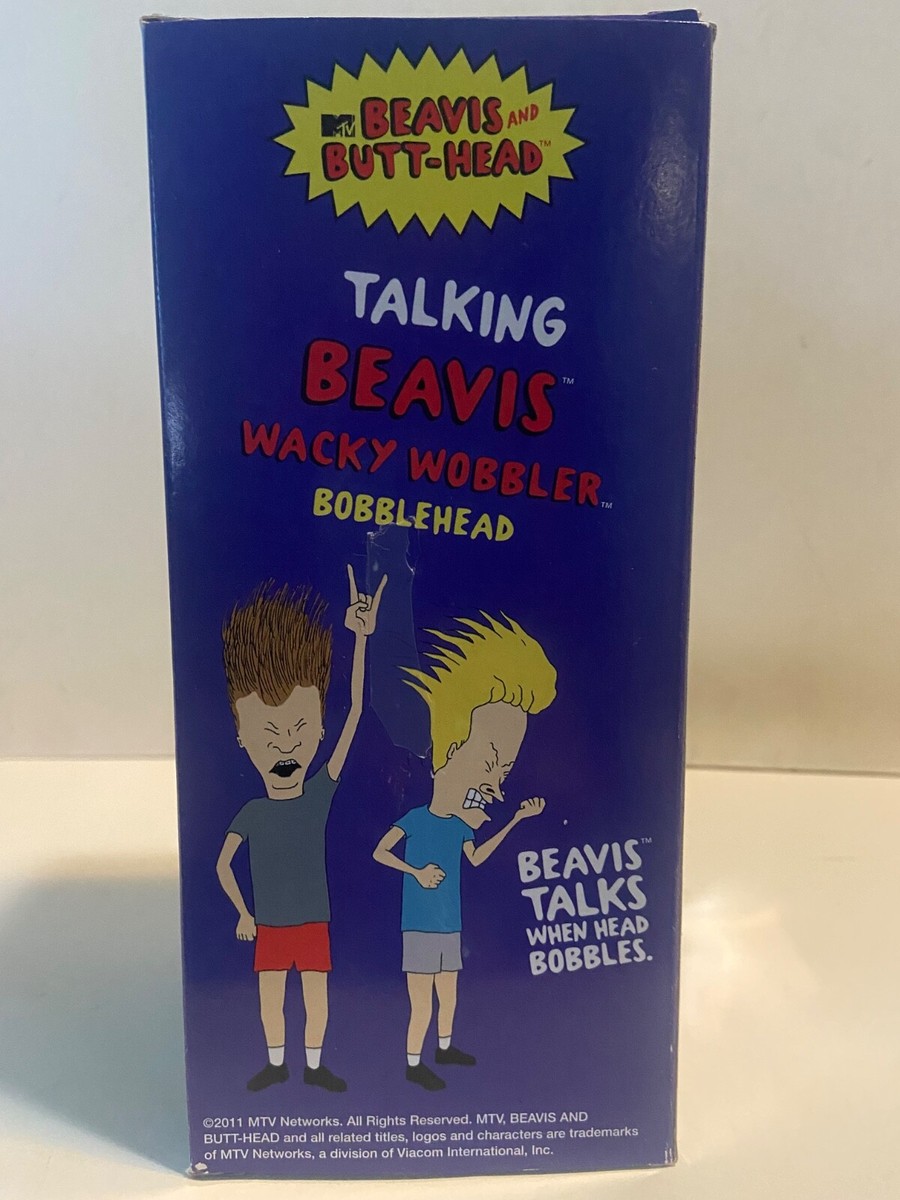 MTV BEAVIS AND
BUTT-HEAD™
TALKING
BEAVIS™
WACKY WOBBLER™
BOBBLEHEAD
BEAVIS™
TALKS
WHEN HEAD
BOBBLES.
©2011 MTV Networks. All Rights Reserved. MTV, BEAVIS AND
BUTT-HEAD and all related titles, logos and characters are trademarks
of MTV Networks, a division of Viacom International, Inc.